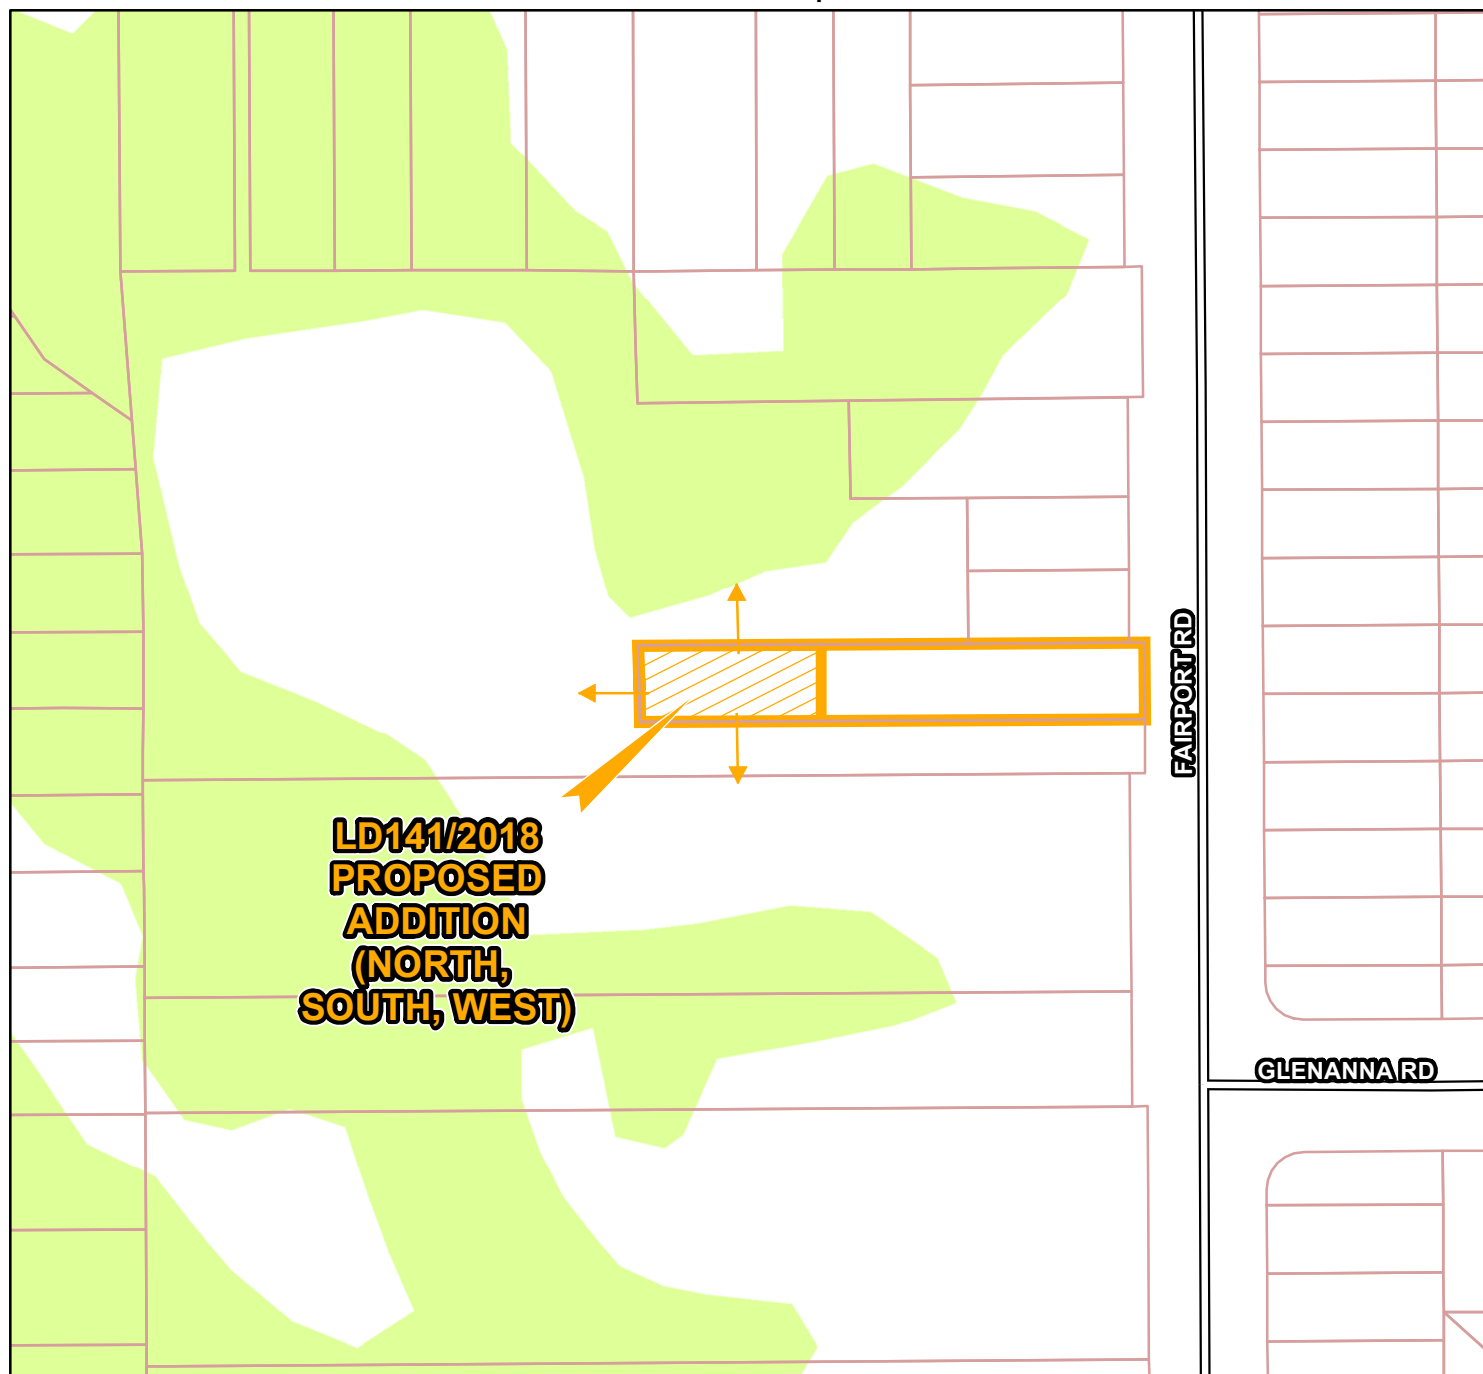 FAIRPORT RD
LD141/2018
PROPOSED
ADDITION
(NORTH,
SOUTH, WEST)
GLENANNA RD